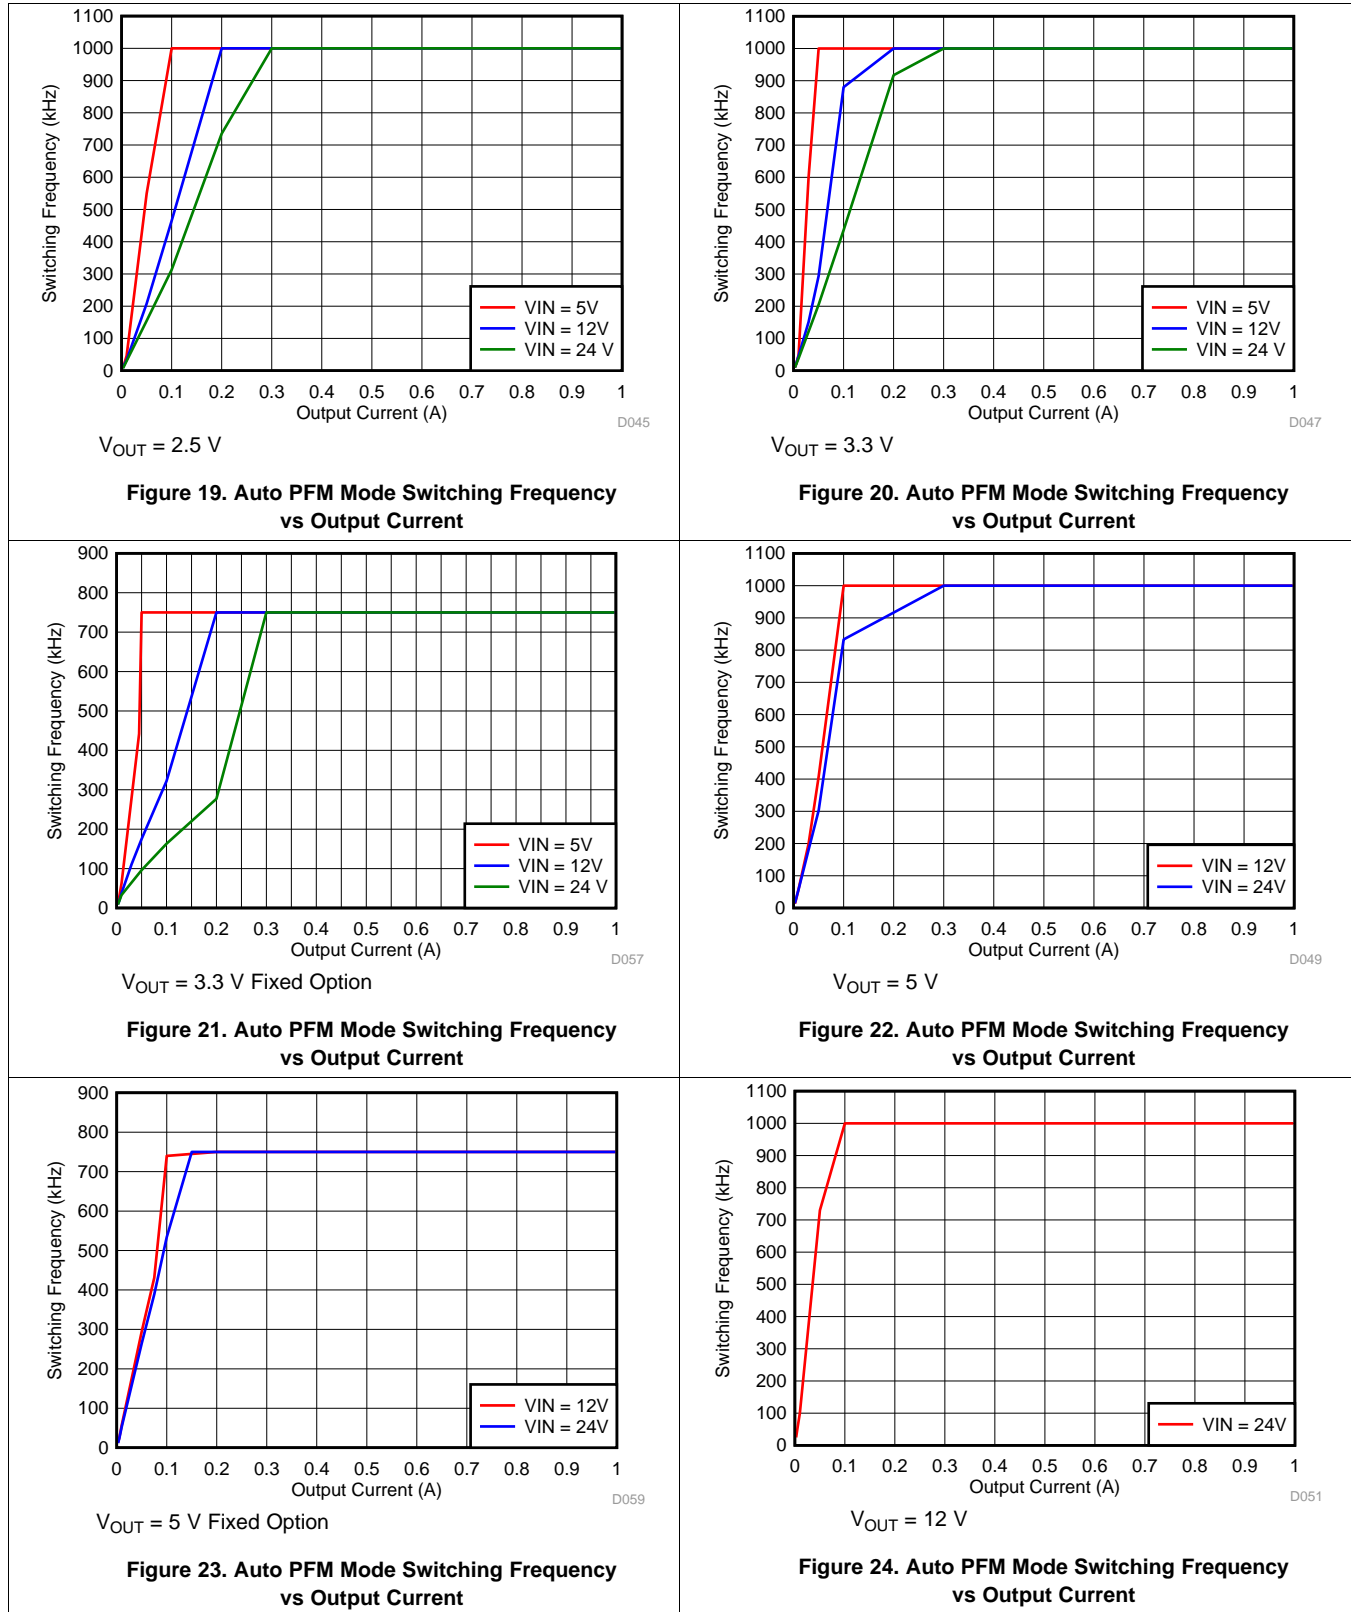 1100
1000
900
800
700
600
500
400
300
200
100
0
Switching Frequency (kHz)
VIN = 5V
VIN = 12V
VIN = 24 V
0 0.1 0.2 0.3 0.4 0.5 0.6 0.7 0.8 0.9 1
Output Current (A)
D045
VOUT = 2.5 V
Figure 19. Auto PFM Mode Switching Frequency
vs Output Current
1100
1000
900
800
700
600
500
400
300
200
100
0
Switching Frequency (kHz)
VIN = 5V
VIN = 12V
VIN = 24 V
0 0.1 0.2 0.3 0.4 0.5 0.6 0.7 0.8 0.9 1
Output Current (A)
D047
VOUT = 3.3 V
Figure 20. Auto PFM Mode Switching Frequency
vs Output Current
900
800
700
600
500
400
300
200
100
0
Switching Frequency (kHz)
VIN = 5V
VIN = 12V
VIN = 24 V
0 0.1 0.2 0.3 0.4 0.5 0.6 0.7 0.8 0.9 1
Output Current (A)
D057
VOUT = 3.3 V Fixed Option
Figure 21. Auto PFM Mode Switching Frequency
vs Output Current
1100
1000
900
800
700
600
500
400
300
200
100
0
Switching Frequency (kHz)
VIN = 12V
VIN = 24V
0 0.1 0.2 0.3 0.4 0.5 0.6 0.7 0.8 0.9 1
Output Current (A)
D049
VOUT = 5 V
Figure 22. Auto PFM Mode Switching Frequency
vs Output Current
900
800
700
600
500
400
300
200
100
0
Switching Frequency (kHz)
VIN = 12V
VIN = 24V
0 0.1 0.2 0.3 0.4 0.5 0.6 0.7 0.8 0.9 1
Output Current (A)
D059
VOUT = 5 V Fixed Option
Figure 23. Auto PFM Mode Switching Frequency
vs Output Current
1100
1000
900
800
700
600
500
400
300
200
100
0
Switching Frequency (kHz)
VIN = 24V
0 0.1 0.2 0.3 0.4 0.5 0.6 0.7 0.8 0.9 1
Output Current (A)
D051
VOUT = 12 V
Figure 24. Auto PFM Mode Switching Frequency
vs Output Current